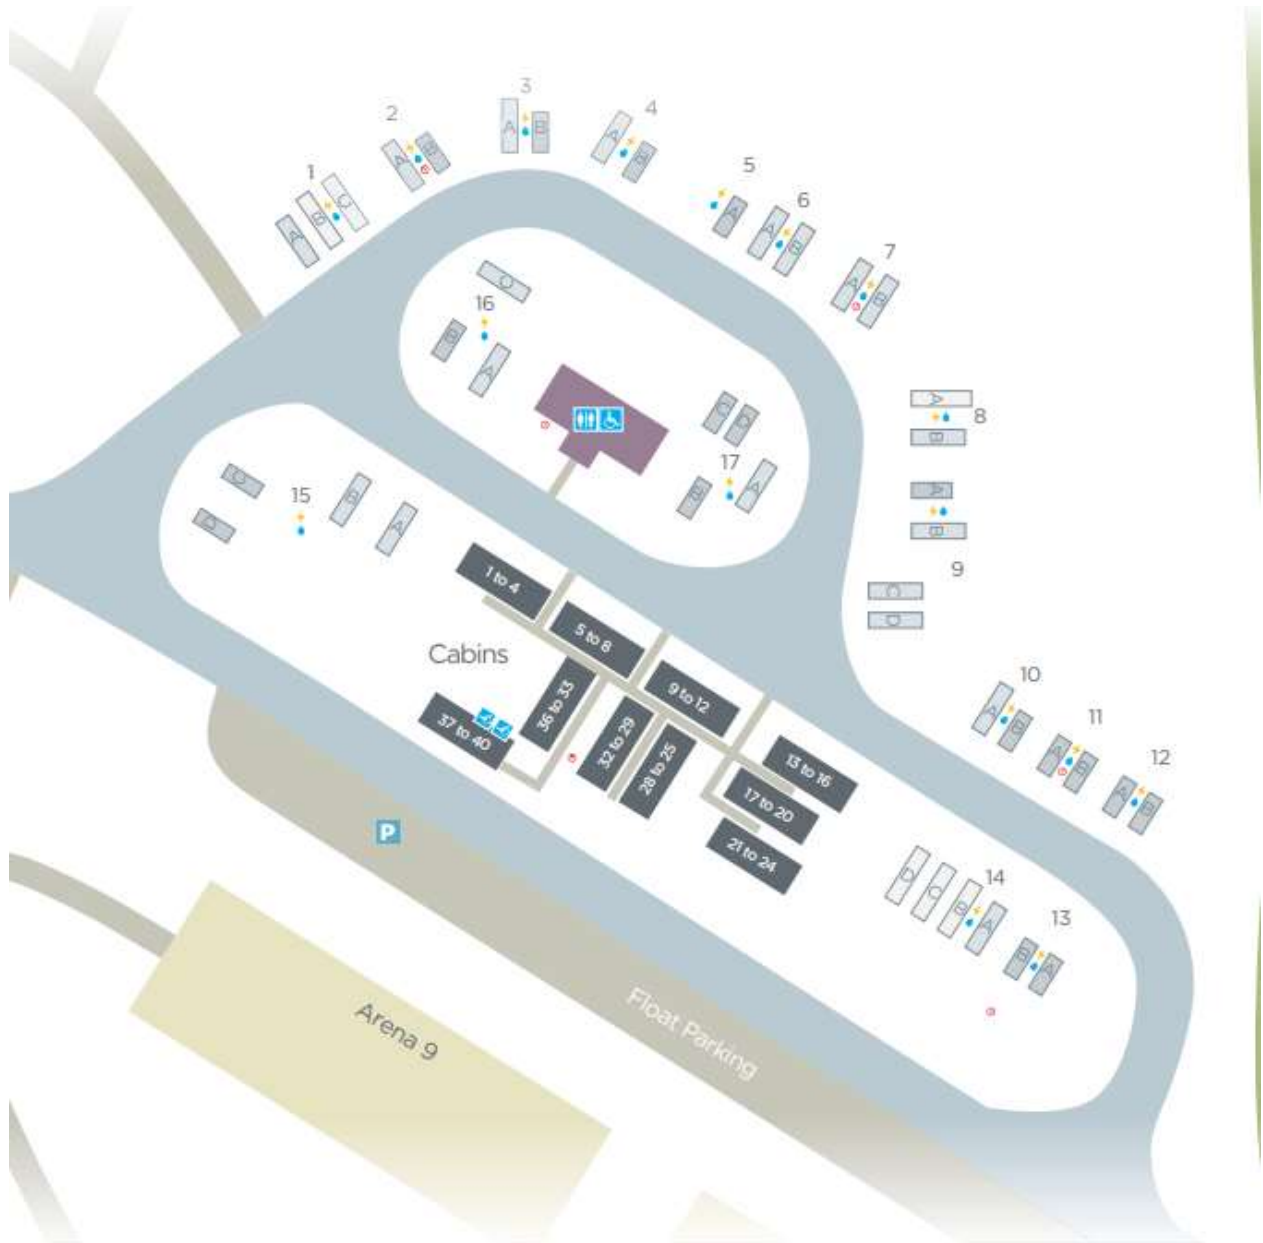 3
2
4
A
B
A
B
A
B
1
5
C
B
A
A
6
A
B
7
A
B
C
16
B
A
A
8
B
C
D
17
B
A
15
C
D
B
A
A
B
9
C
D
1 to 4
5 to 8
Cabins
9 to 12
36 to 33
37 to 40
32 to 29
28 to 25
13 to 16
17 to 20
21 to 24
10
A
B
11
A
B
12
A
B
P
14
D
C
B
A
13
B
A
Float Parking
Arena 9